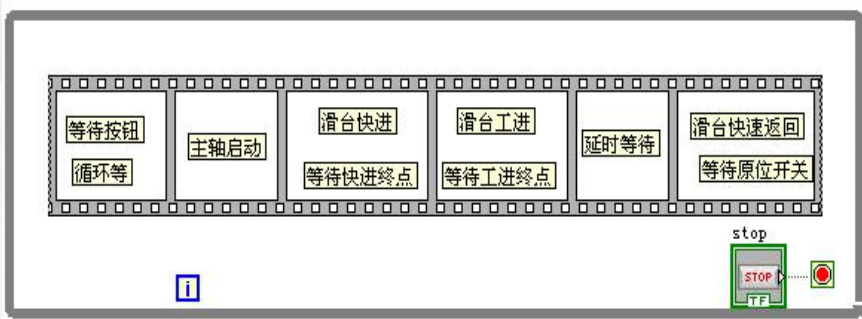 等待按钮
循环等
主轴启动
滑台快进
等待快进终点
滑台工进
等待工进终点
延时等待
滑台快速返回
等待原位开关
stop
STOP
TF
i